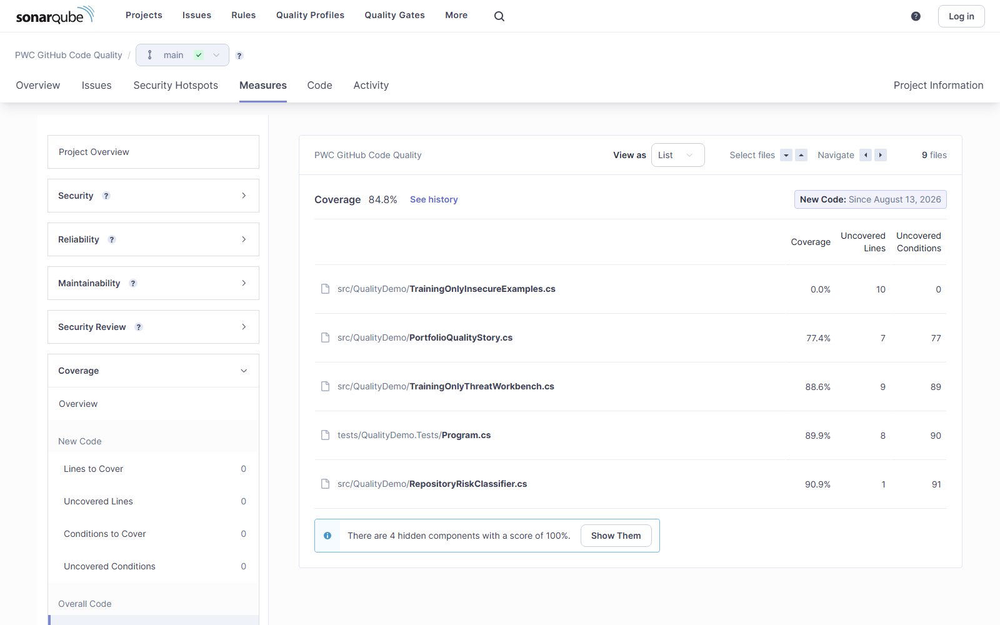 sonarqube Projects Issues Rules Quality Profiles Quality Gates More ? Log in
PWC GitHub Code Quality / main ?
Overview Issues Security Hotspots Measures Code Activity Project Information
Project Overview
Security ?
Reliability ?
Maintainability ?
Security Review ?
Coverage
Overview
New Code
Lines to Cover 0
Uncovered Lines 0
Conditions to Cover 0
Uncovered Conditions 0
Overall Code
PWC GitHub Code Quality View as List Select files Navigate 9 files
Coverage 84.8% See history New Code: Since August 13, 2026
Coverage Uncovered Lines Uncovered Conditions
src/QualityDemo/TrainingOnlyInsecureExamples.cs 0.0% 10 0
src/QualityDemo/PortfolioQualityStory.cs 77.4% 7 77
src/QualityDemo/TrainingOnlyThreatWorkbench.cs 88.6% 9 89
tests/QualityDemo.Tests/Program.cs 89.9% 8 90
src/QualityDemo/RepositoryRiskClassifier.cs 90.9% 1 91
There are 4 hidden components with a score of 100%. Show Them